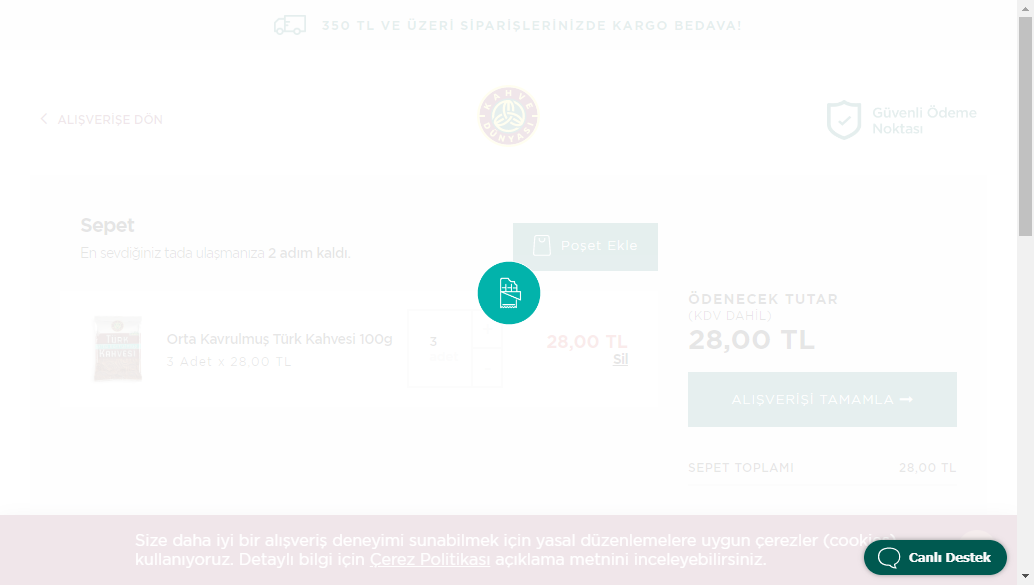 350 TL VE ÜZERİ SİPARİŞLERİNİZDE KARGO BEDAVA!
ALIŞVERİŞE DÖN
KAHVE DÜNYASI
Güvenli Ödeme
Noktası
Sepet
En sevdiğiniz tada ulaşmanıza 2 adım kaldı.
Poşet Ekle
Orta Kavrulmuş Türk Kahvesi 100g
3 Adet x 28,00 TL
3
28,00 TL
Sil
ÖDENECEK TUTAR
(KDV DAHİL)
28,00 TL
ALIŞVERİŞİ TAMAMLA
SEPET TOPLAMI
28,00 TL
Size daha iyi bir alışveriş deneyimi sunabilmek için yasal düzenlemelere uygun çerezler (cookies)
kullanıyoruz. Detaylı bilgi için Çerez Politikası açıklama metnini inceleyebilirsiniz.
Canlı Destek